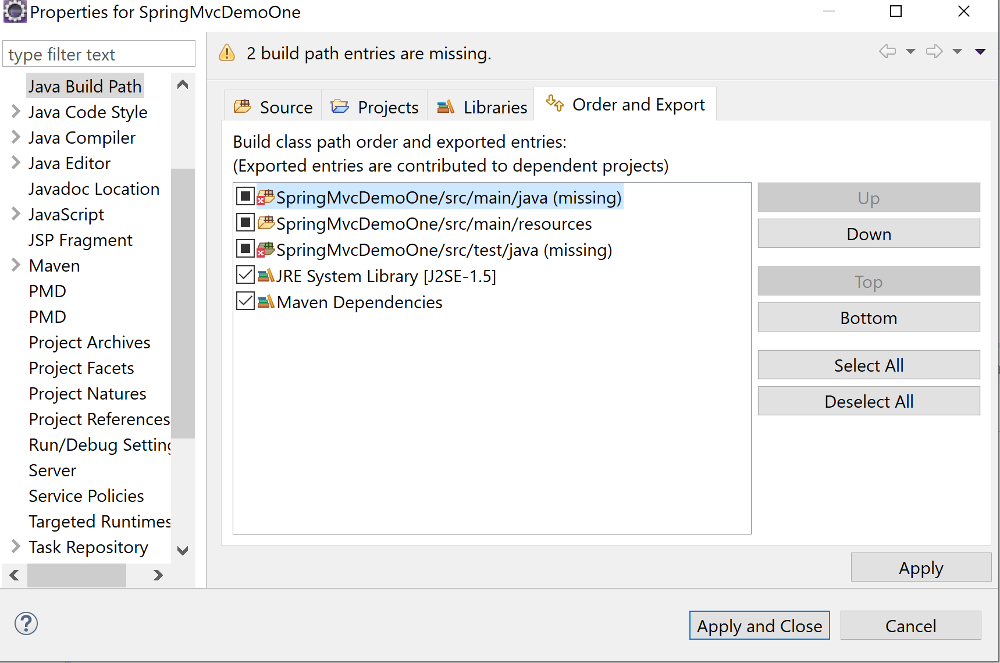 Properties for SpringMvcDemoOne
type filter text
Java Build Path
Java Code Style
Java Compiler
Java Editor
Javadoc Location
JavaScript
JSP Fragment
Maven
PMD
PMD
Project Archives
Project Facets
Project Natures
Project References
Run/Debug Setting
Server
Service Policies
Targeted Runtimes
Task Repository
2 build path entries are missing.
Source
Projects
Libraries
Order and Export
Build class path order and exported entries:
(Exported entries are contributed to dependent projects)
SpringMvcDemoOne/src/main/java (missing)
SpringMvcDemoOne/src/main/resources
SpringMvcDemoOne/src/test/java (missing)
JRE System Library [J2SE-1.5]
Maven Dependencies
Up
Down
Top
Bottom
Select All
Deselect All
Apply
?
Apply and Close
Cancel